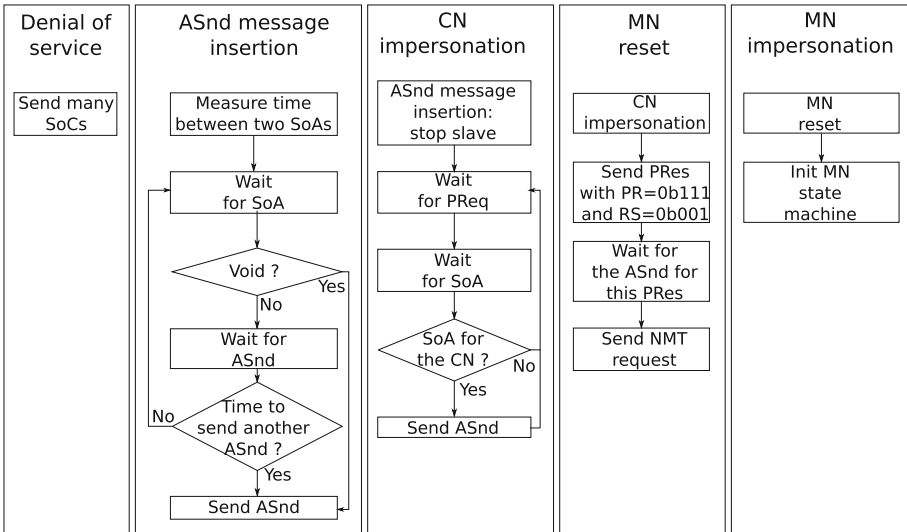 Denial of
service
Send many
SoCs
ASnd message
insertion
Measure time
between two SoAs
Wait
for SoA
Void ?
Yes
No
Wait for
ASnd
No
Time to
send another
ASnd ?
Yes
Send ASnd
CN
impersonation
ASnd message
insertion:
stop slave
Wait
for PReq
Wait
for SoA
SoA for
the CN ?
No
Yes
Send ASnd
MN
reset
CN
impersonation
Send PRes
with PR=0b111
and RS=0b001
Wait for
the ASnd for
this PRes
Send NMT
request
MN
impersonation
MN
reset
Init MN
state
machine